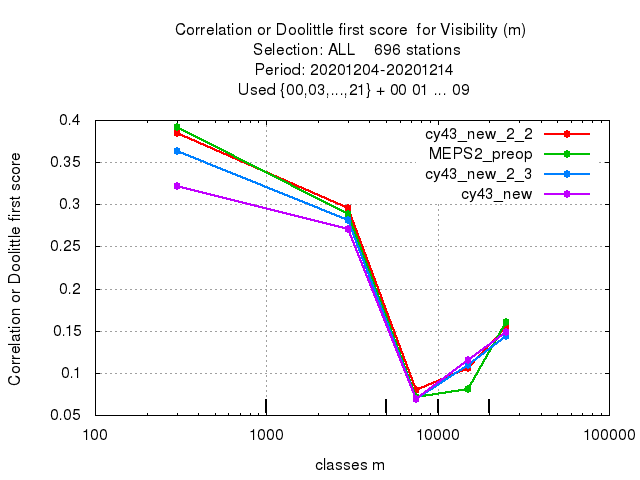 Correlation or Doolittle first score  for Visibility (m)
Selection: ALL    696 stations
Period: 20201204-20201214
Used {00,03,...,21} + 00 01 ... 09
Correlation or Doolittle first score
0.4
0.35
0.3
0.25
0.2
0.15
0.1
0.05
cy43_new_2_2
MEPS2_preop
cy43_new_2_3
cy43_new
100 1000 10000 100000
classes m